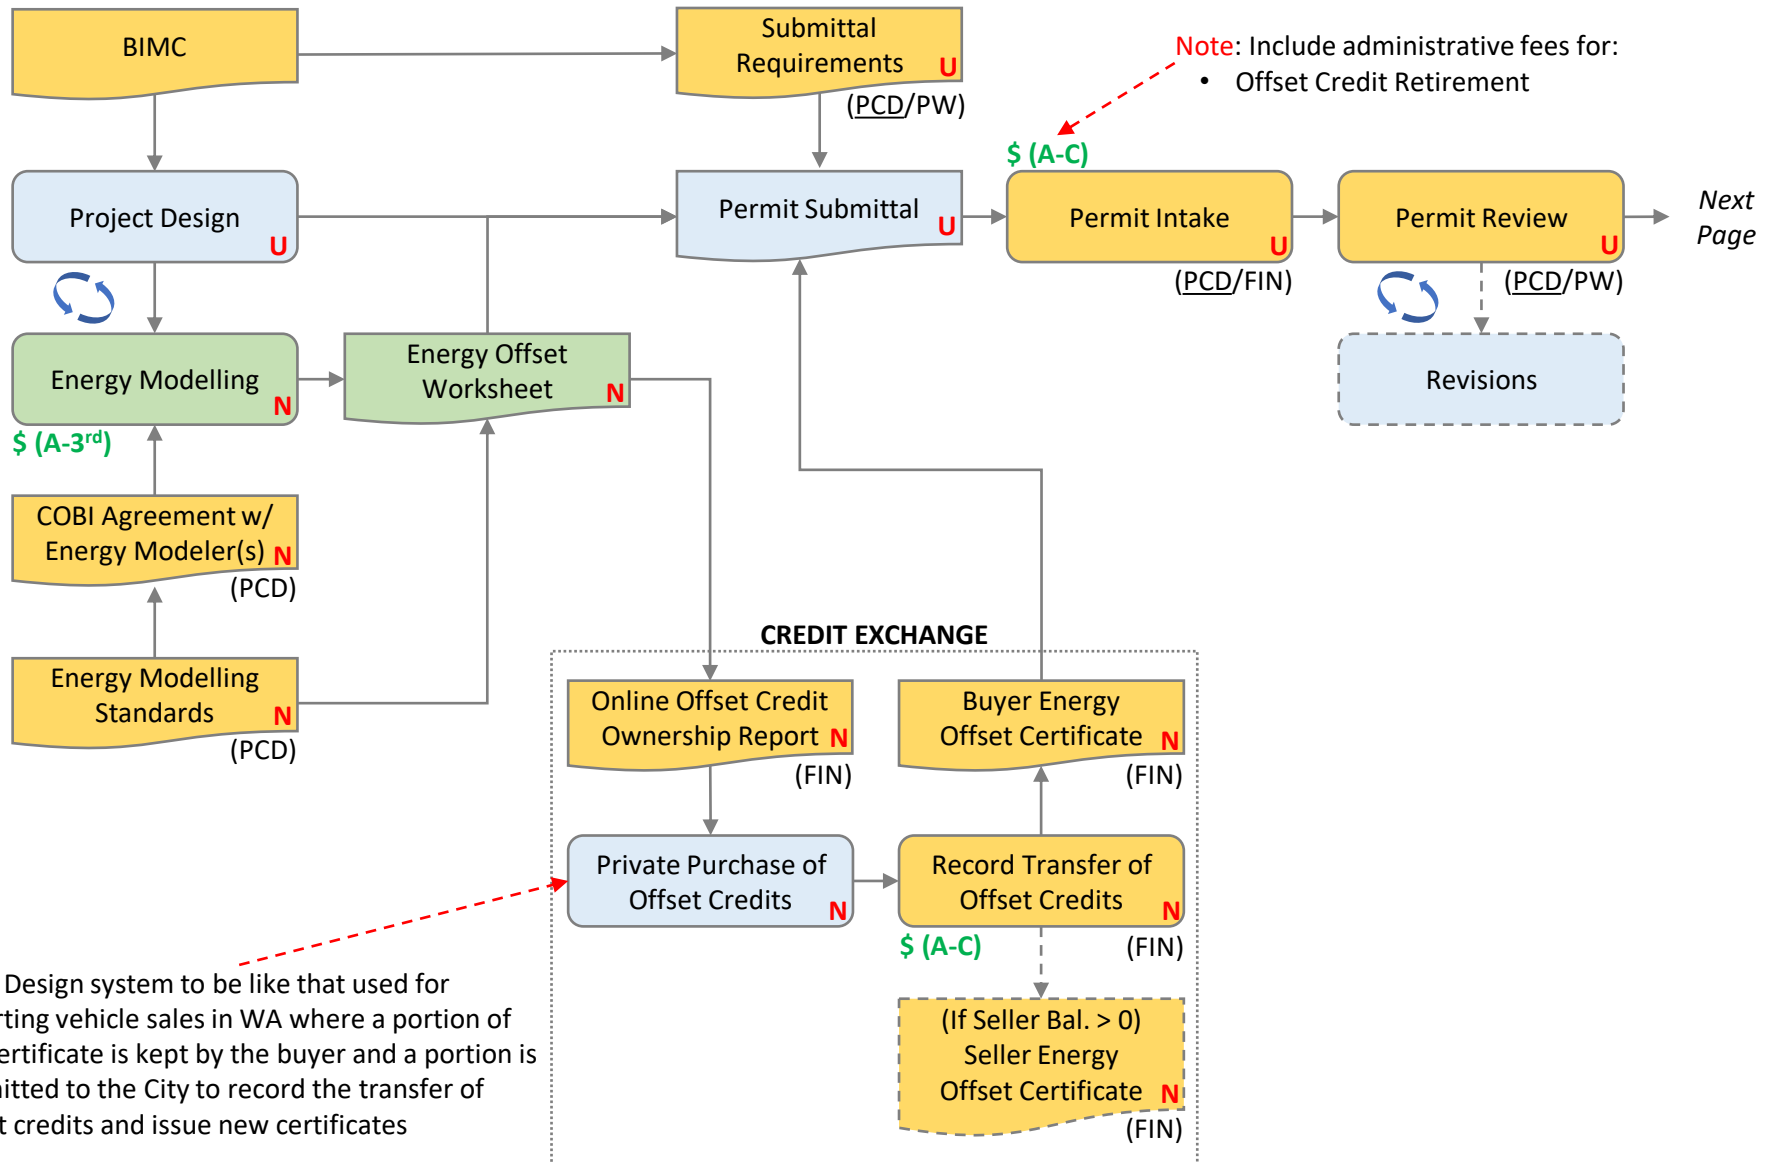 BIMC
Submittal
Requirements U
(PCD/PW)
Note: Include administrative fees for:
• Offset Credit Retirement
$ (A-C)
Project Design
U
Permit Submittal
U
Permit Intake
U
(PCD/FIN)
Permit Review
U
(PCD/PW)
Next
Page
Energy Modelling
N
$ (A-3rd)
Energy Offset
Worksheet N
Revisions
COBI Agreement w/
Energy Modeler(s) N
(PCD)
Energy Modelling
Standards N
(PCD)
CREDIT EXCHANGE
Online Offset Credit
Ownership Report N
(FIN)
Buyer Energy
Offset Certificate N
(FIN)
Private Purchase of
Offset Credits N
Record Transfer of
Offset Credits N
$ (A-C)
(FIN)
(If Seller Bal. > 0)
Seller Energy
Offset Certificate N
(FIN)
Design system to be like that used for
rting vehicle sales in WA where a portion of
ertificate is kept by the buyer and a portion is
itted to the City to record the transfer of
t credits and issue new certificates